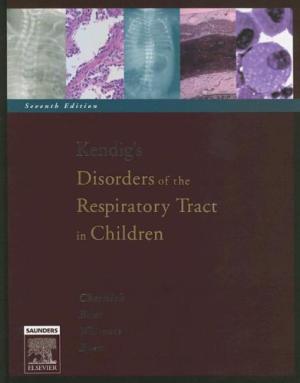 Seventh Edition
Kendig's
Disorders of the
Respiratory Tract
in Children
Chernick
Boat
Wilmott
Bush
SAUNDERS
ELSEVIER